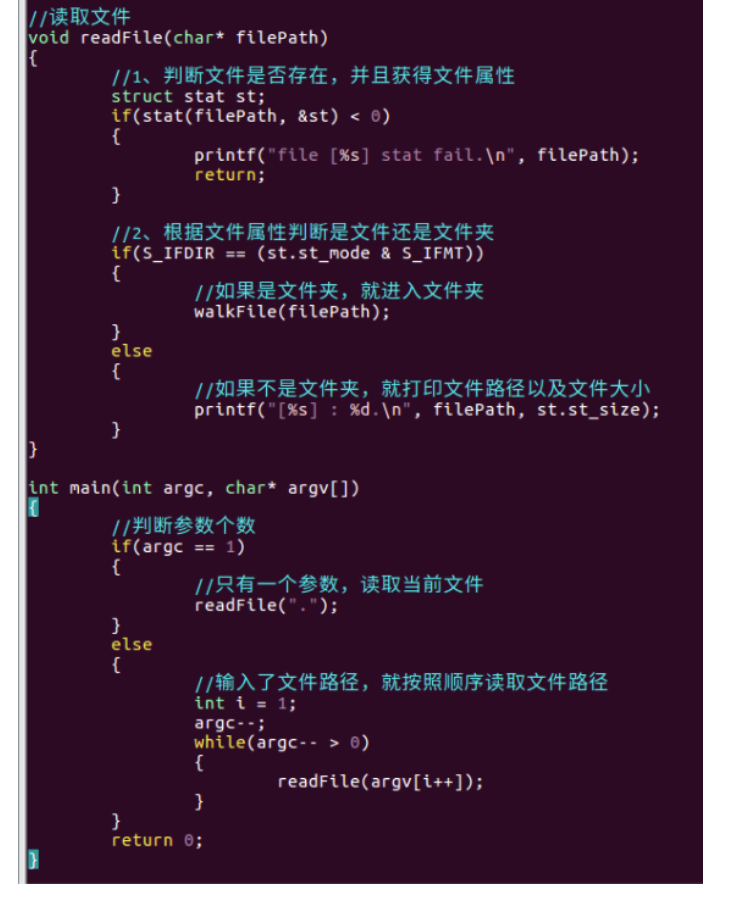 //读取文件
void readFile(char* filePath)
{
        //1、判断文件是否存在，并且获得文件属性
        struct stat st;
        if(stat(filePath, &st) < 0)
        {
                printf("file [%s] stat fail.\n", filePath);
                return;
        }

        //2、根据文件属性判断是文件还是文件夹
        if(S_IFDIR == (st.st_mode & S_IFMT))
        {
                //如果是文件夹，就进入文件夹
                walkFile(filePath);
        }
        else
        {
                //如果不是文件夹，就打印文件路径以及文件大小
                printf("[%s] : %d.\n", filePath, st.st_size);
        }
}

int main(int argc, char* argv[])
{
        //判断参数个数
        if(argc == 1)
        {
                //只有一个参数，读取当前文件
                readFile(".");
        }
        else
        {
                //输入了文件路径，就按照顺序读取文件路径
                int i = 1;
                argc--;
                while(argc-- > 0)
                {
                        readFile(argv[i++]);
                }
        }
        return 0;
}